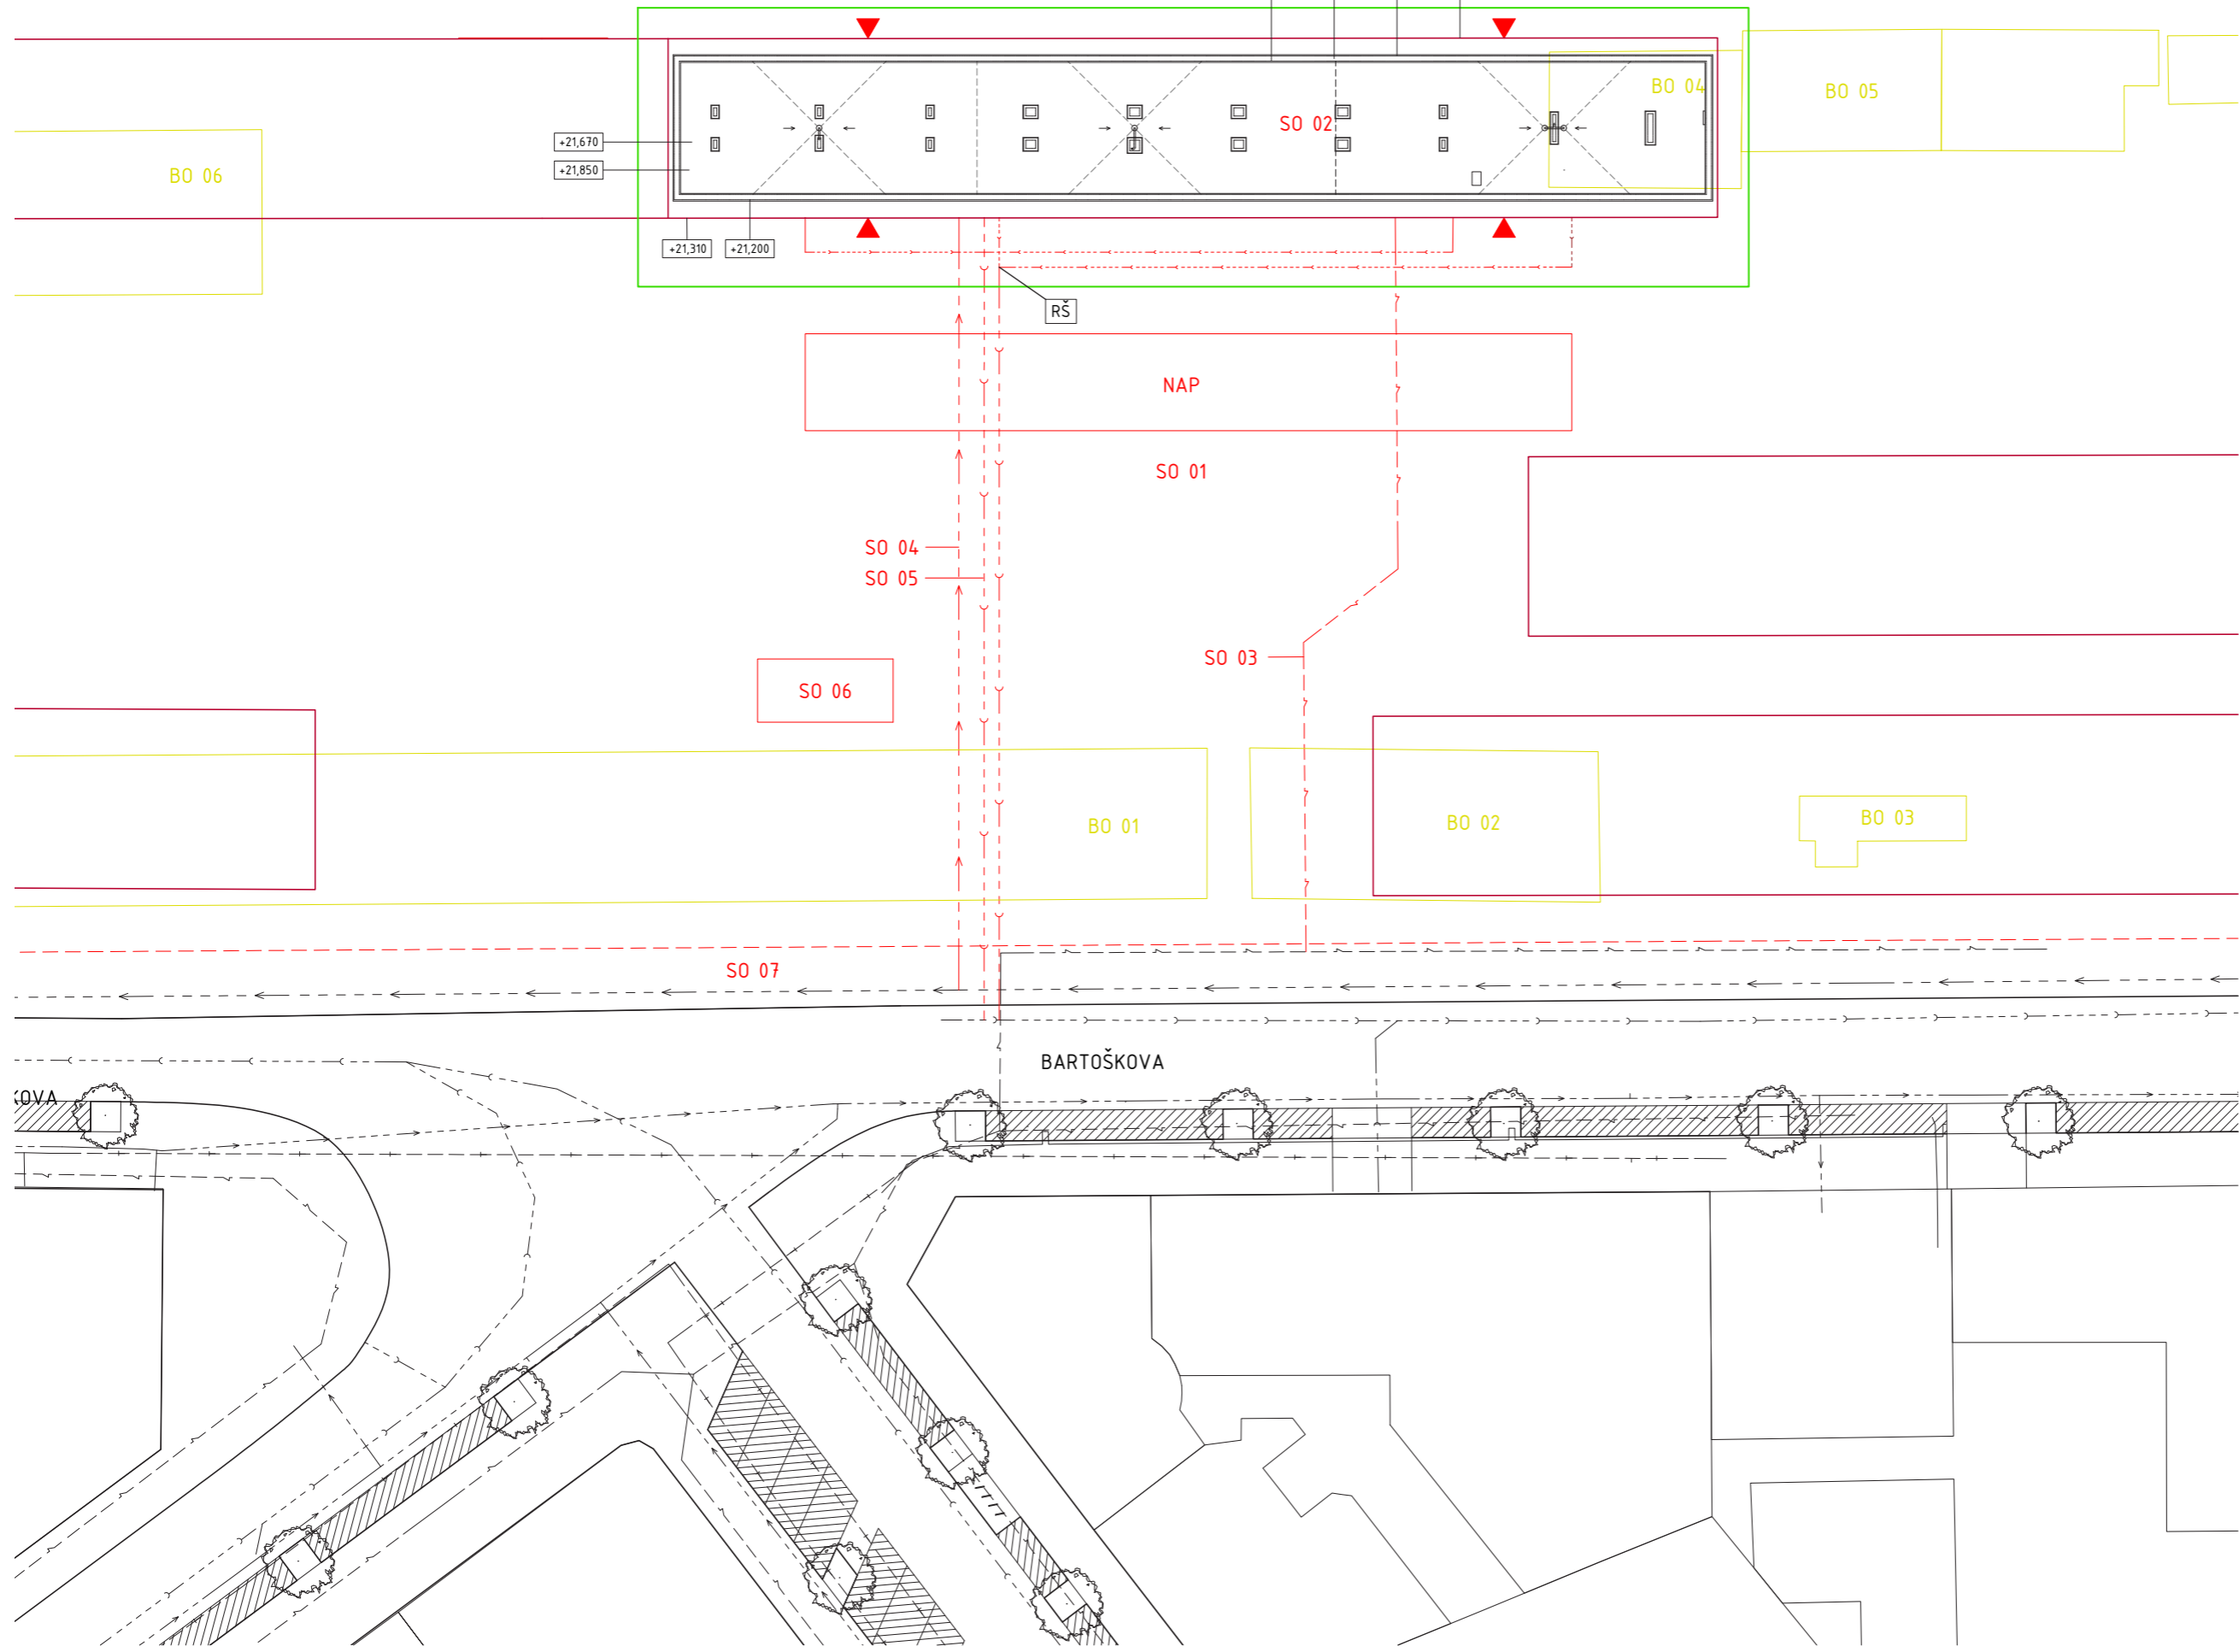 BO 04
BO 05
SO 02
+21,670
+21,850
BO 06
+21,310
+21,200
RŠ
NAP
SO 01
SO 04
SO 05
SO 03
SO 06
BO 01
BO 02
BO 03
SO 07
BARTOŠKOVA
KOVA